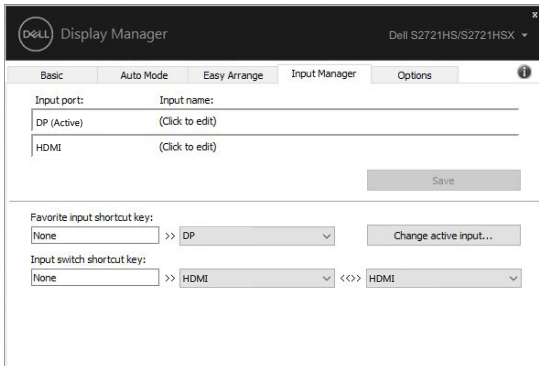 x
DELL Display Manager Dell S2721HS/S2721HSX
Basic Auto Mode Easy Arrange Input Manager Options i
Input port: Input name:
DP (Active) (Click to edit)
HDMI (Click to edit)
Save
Favorite input shortcut key:
None >> DP Change active input...
Input switch shortcut key:
None >> HDMI <<>> HDMI